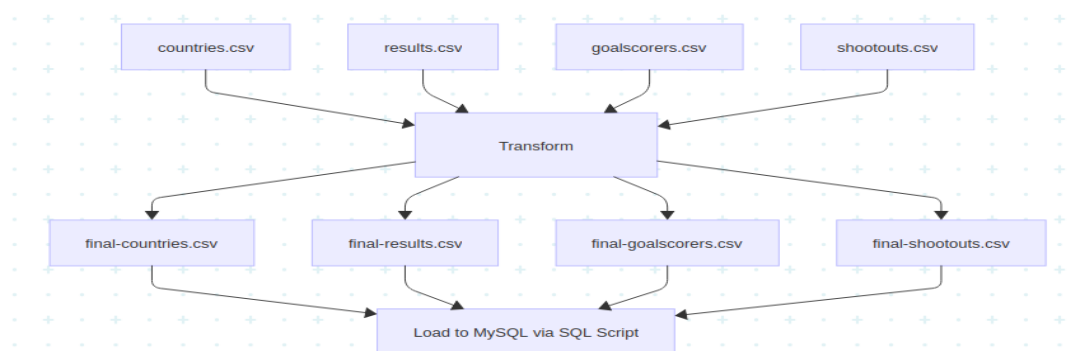 countries.csv
results.csv
goalscorers.csv
shootouts.csv
Transform
final-countries.csv
final-results.csv
final-goalscorers.csv
final-shootouts.csv
Load to MySQL via SQL Script